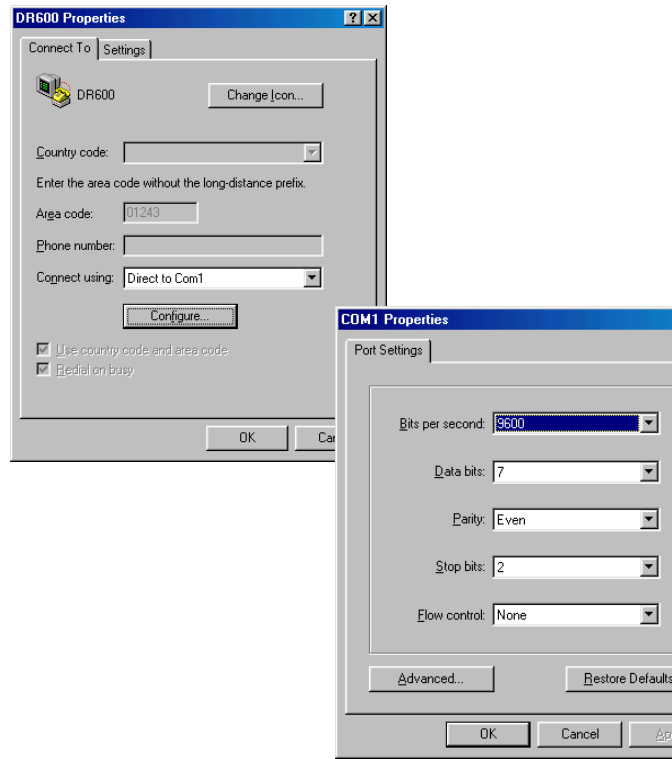 DR600 Properties
Connect To
Settings
DR600
Change Icon...
Country code:
Enter the area code without the long-distance prefix.
Area code:
01243
Phone number:
Connect using:
Direct to Com1
Configure...
Use country code and area code
Redial on busy
OK
Can
COM1 Properties
Port Settings
Bits per second:
9600
Data bits:
7
Parity:
Even
Stop bits:
2
Flow control:
None
Advanced...
Restore Defaults
OK
Cancel
Ap